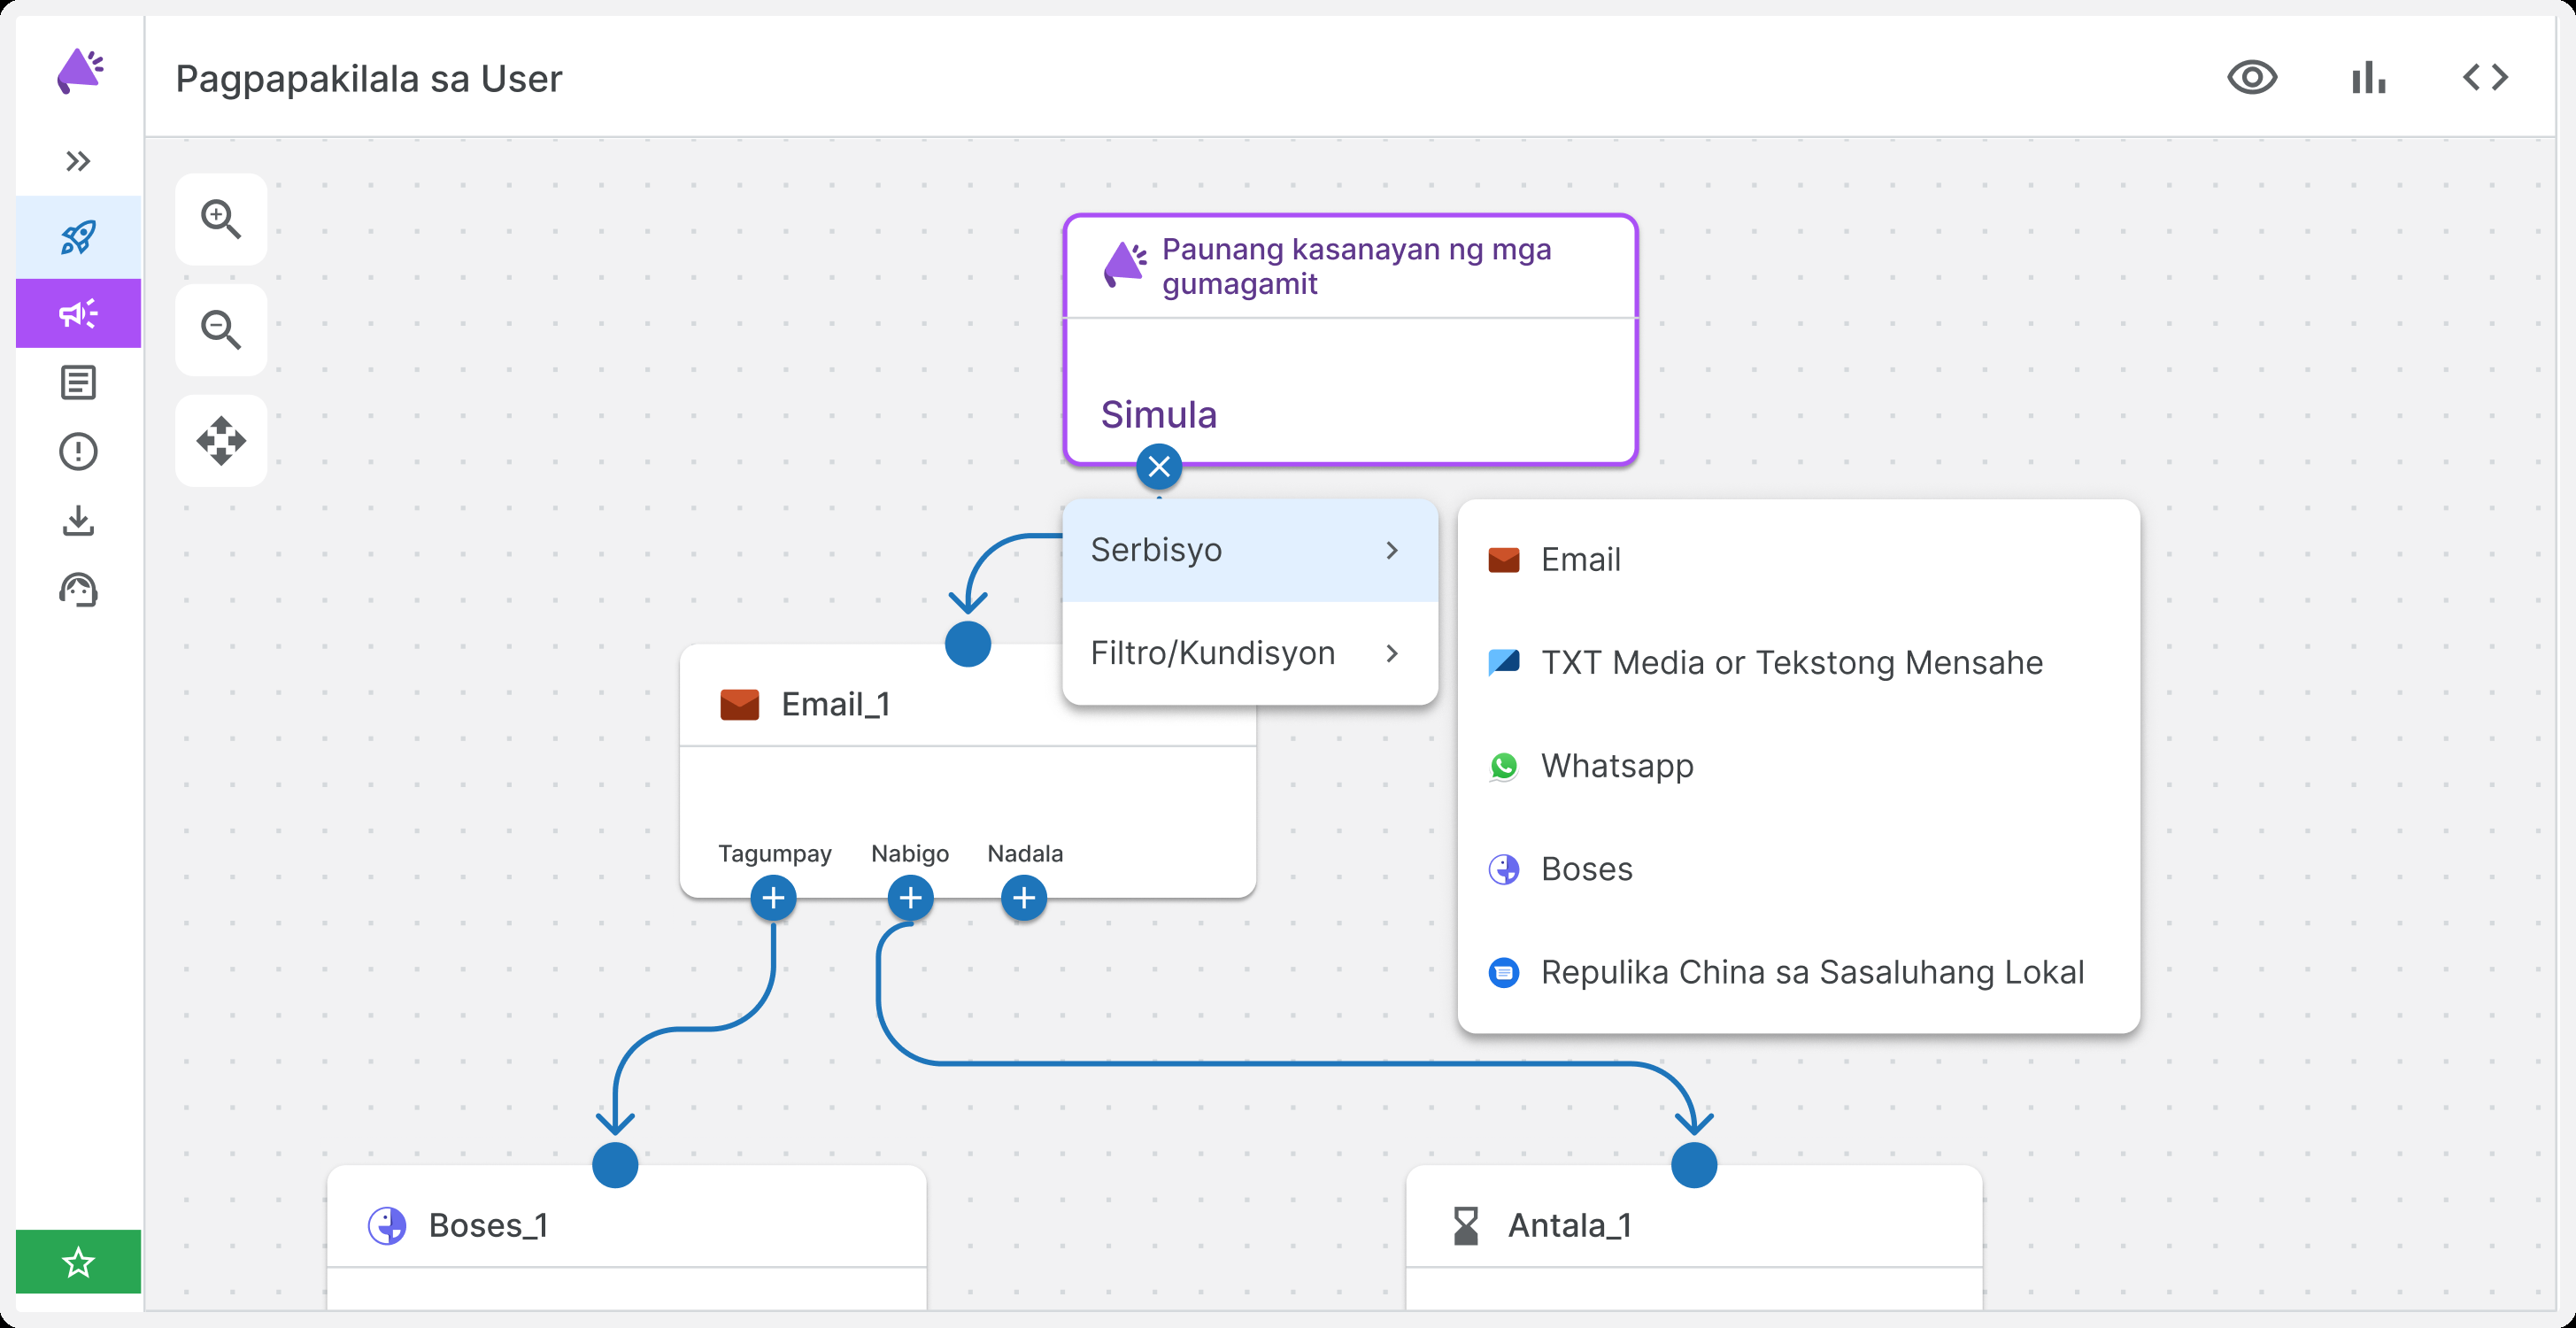 Pagpapakilala sa User
Paunang kasanayan ng mga
gumagamit
Simula
Serbisyo
Filtro/Kundisyon
Email
TXT Media or Tekstong Mensahe
Whatsapp
Boses
Repulika China sa Sasaluhang Lokal
Email_1
Tagumpay Nabigo Nadala
Boses_1
Antala_1